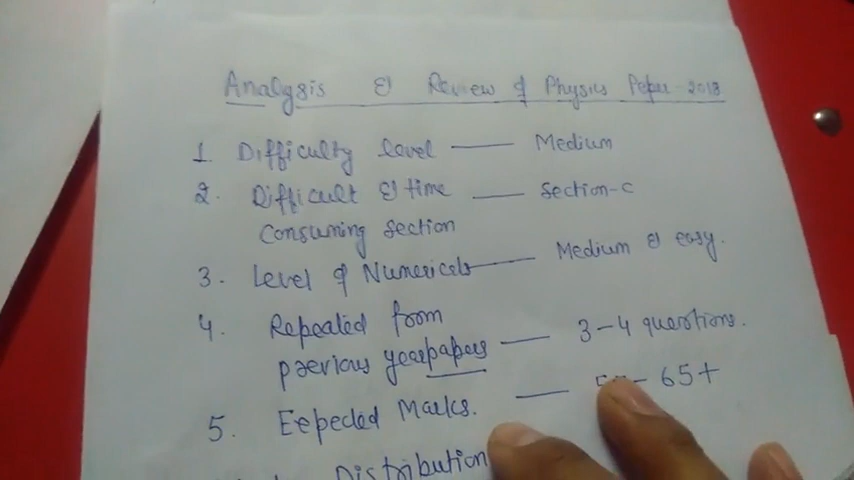 Analysis & Review of Physics Paper-2018
1. Difficulty level — Medium
2. Difficult & time — Section-C
Consuming Section
3. Level of Numericals — Medium & easy.
4. Repeated from
previous yearpapers — 3-4 questions.
5. Expected Marks. — 65+
Distribution